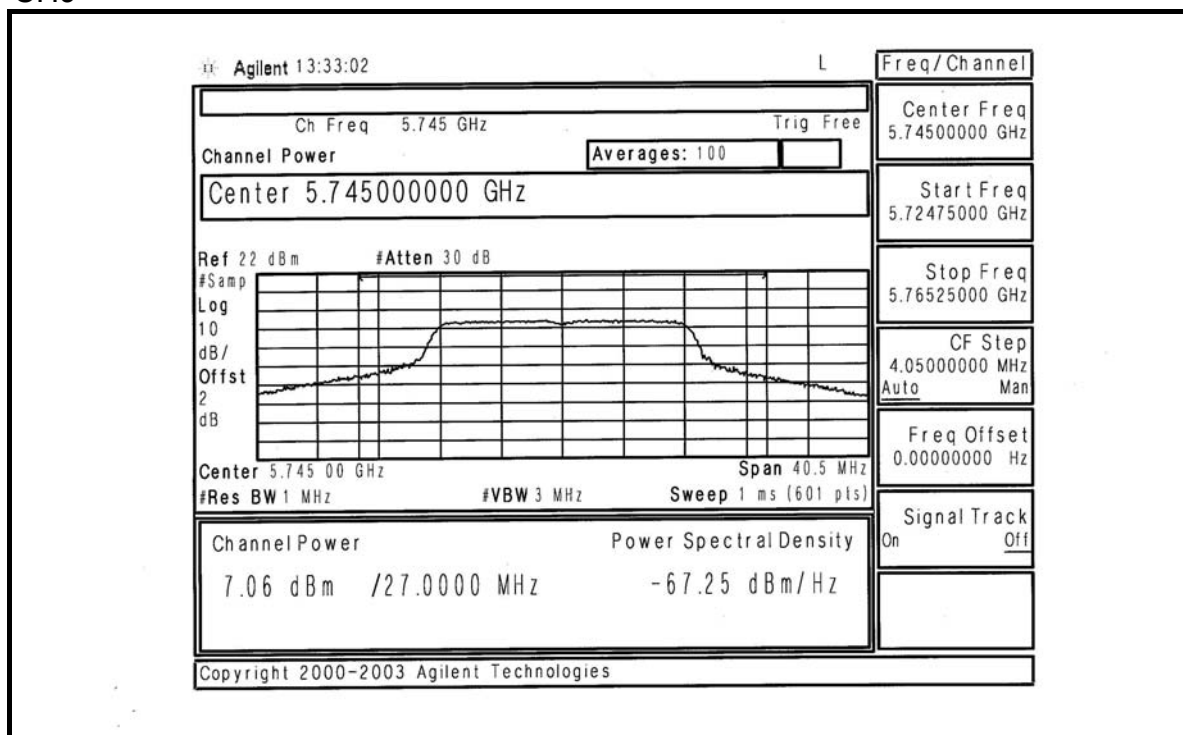 Agilent 13:33:02 L
Ch Freq 5.745 GHz Trig Free
Channel Power Averages: 100
Center 5.745000000 GHz
Ref 22 dBm #Atten 30 dB
#Samp
Log
10
dB/
Offst
2
dB
Center 5.745 00 GHz Span 40.5 MHz
#Res BW 1 MHz #VBW 3 MHz Sweep 1 ms (601 pts)
Channel Power Power Spectral Density
7.06 dBm /27.0000 MHz -67.25 dBm/Hz
Copyright 2000-2003 Agilent Technologies
Freq/Channel
Center Freq
5.74500000 GHz
Start Freq
5.72475000 GHz
Stop Freq
5.76525000 GHz
CF Step
4.05000000 MHz
Auto Man
Freq Offset
0.00000000 Hz
Signal Track
On Off